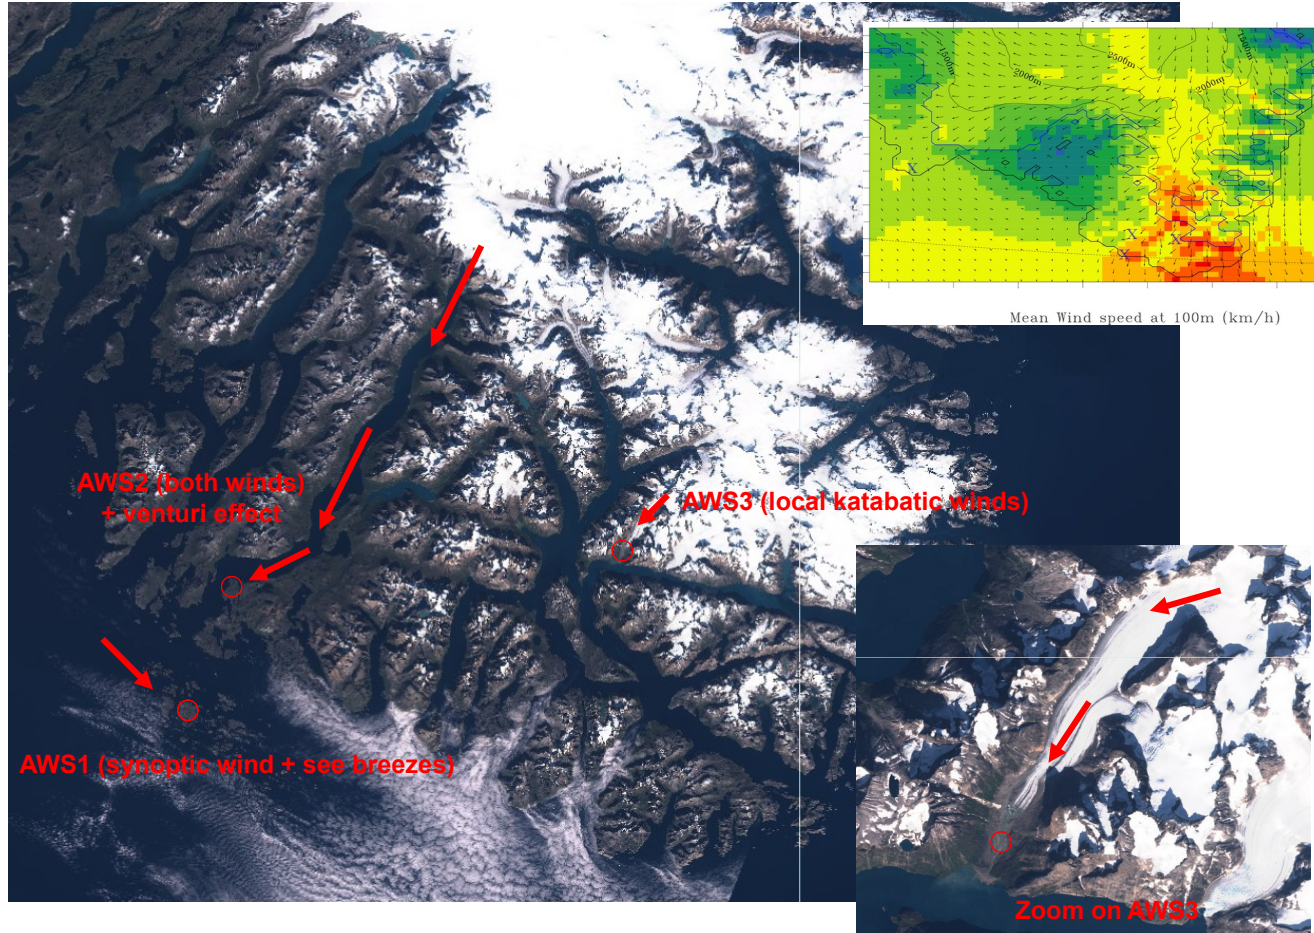 1500m
2000m
2500m
1500m
2000m
X
X
X
X
Mean Wind speed at 100m (km/h)
AWS2 (both winds)
+ venturi effect
AWS3 (local katabatic winds)
AWS1 (synoptic wind + see breezes)
Zoom on AWS3